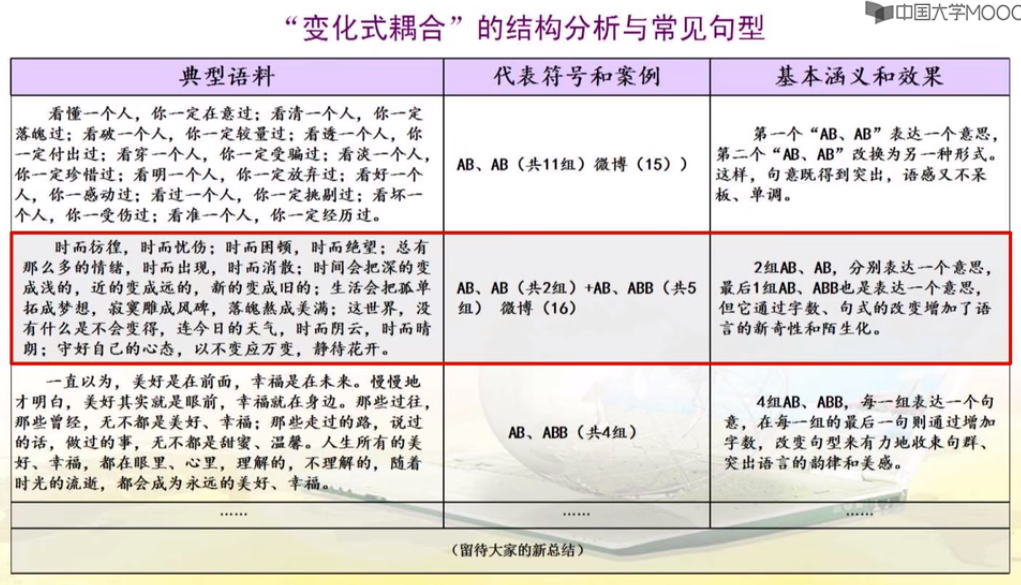 中国大学MOOC
“变化式耦合”的结构分析与常见句型
典型语料
代表符号和案例
基本涵义和效果
看懂一个人，你一定在意过；看清一个人，你一定
落魄过；看破一个人，你一定较量过；看透一个人，你
一定付出过；看穿一个人，你一定受骗过；看淡一个人，
你一定珍惜过；看明一个人，你一定放弃过；看好一个
人，你一感动过；看过一个人，你一定挑剔过；看坏一
个人，你一受伤过；看准一个人，你一定经历过。
AB、AB（共11组）微博（15））
第一个“AB、AB”表达一个意思，
第二个“AB、AB”改换为另一种形式。
这样，句意既得到突出，语感又不呆
板、单调。
时而彷徨，时而忧伤；时而困顿，时而绝望；总有
那么多的情绪，时而出现，时而消散；时间会把深的变
成浅的，近的变成远的，新的变成旧的；生活会把孤单
拓成梦想，寂寞雕成风碑，落魄熬成美满；这世界，没
有什么是不会变得，连今日的天气，时而阴云，时而晴
朗；守好自己的心态，以不变应万变，静待花开。
AB、AB（共2组）+AB、ABB（共5
组） 微博（16）
2组AB、AB，分别表达一个意思，
最后1组AB、ABB也是表达一个意思，
但它通过字数、句式的改变增加了语
言的新奇性和陌生化。
一直以为，美好是在前面，幸福是在未来。慢慢地
才明白，美好其实就是眼前，幸福就在身边。那些过往，
那些曾经，无不都是美好、幸福；那些走过的路，说过
的话，做过的事，无不都是甜蜜、温馨。人生所有的美
好、幸福，都在眼里、心里，理解的，不理解的，随着
时光的流逝，都会成为永远的美好、幸福。
AB、ABB（共4组）
4组AB、ABB，每一组表达一个句
意，在每一组的最后一句则通过增加
字数，改变句型来有力地收束句群、
突出语言的韵律和美感。
……
……
……
（留待大家的新总结）